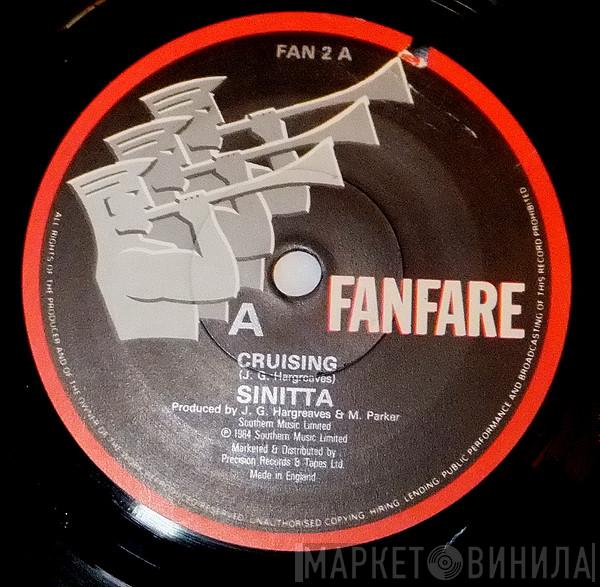 FAN 2 A
FANFARE
A
CRUISING
(J. G. Hargreaves)
SINITTA
Produced by J. G. Hargreaves & M. Parker
Southern Music Limited
℗ 1984 Southern Music Limited
Marketed & Distributed by
Precision Records & Tapes Ltd.
Made in England
ALL RIGHTS OF THE PRODUCER AND OF THE OWNER OF THE REPRODUCED RESERVED. UNAUTHORISED COPYING, HIRING, LENDING, PUBLIC PERFORMANCE AND BROADCASTING OF THIS RECORD PROHIBITED
МАРКЕТ ВИНИЛА